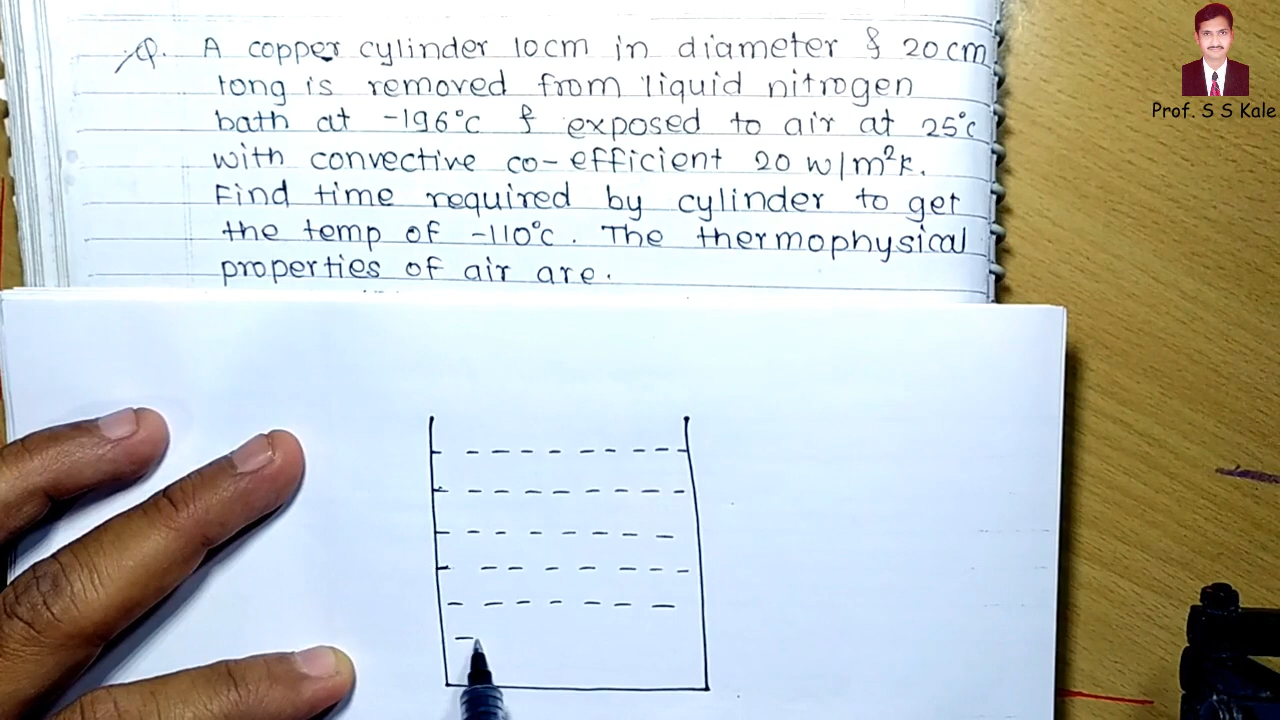 Q. A copper cylinder 10cm in diameter & 20cm
long is removed from liquid nitrogen
bath at -196°c & exposed to air at 25°c
with convective co-efficient 20 w/m²k.
Find time required by cylinder to get
the temp of -110°c. The thermophysical
properties of air are.
Prof. S S Kale